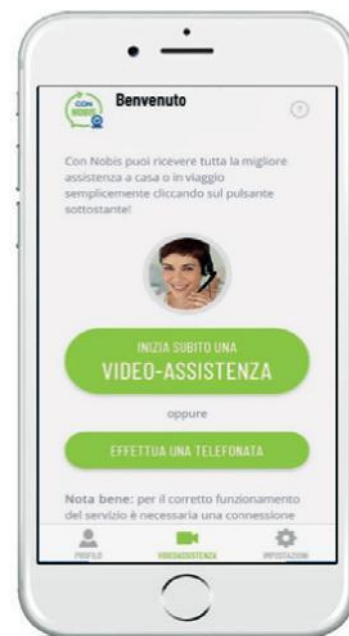 CON
NOBIS
Benvenuto
?
Con Nobis puoi ricevere tutta la migliore
assistenza a casa o in viaggio
semplicemente cliccando sul pulsante
sottostante!
INIZIA SUBITO UNA
VIDEO-ASSISTENZA
oppure
EFFETTUA UNA TELEFONATA
Nota bene: per il corretto funzionamento
del servizio è necessaria una connessione
PROFILO VIDEOASSISTENZA IMPOSTAZIONI